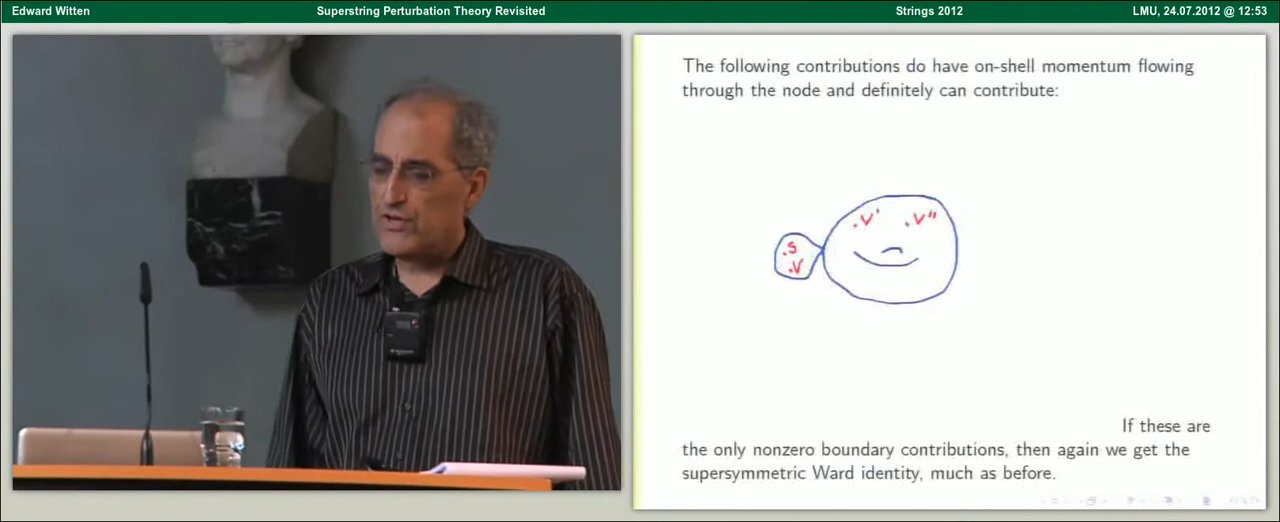 Edward Witten
Superstring Perturbation Theory Revisited
Strings 2012
LMU, 24.07.2012 @ 12:53
The following contributions do have on-shell momentum flowing
through the node and definitely can contribute:
.V' .V"
.S
.V
If these are
the only nonzero boundary contributions, then again we get the
supersymmetric Ward identity, much as before.